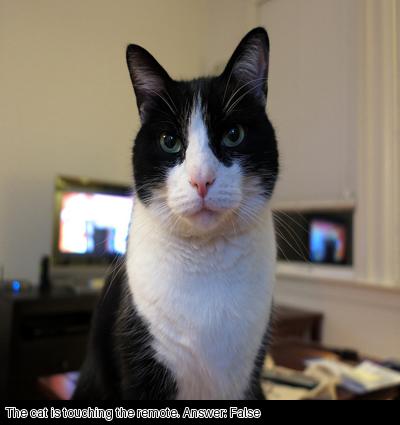 The cat is touching the remote. Answer: False